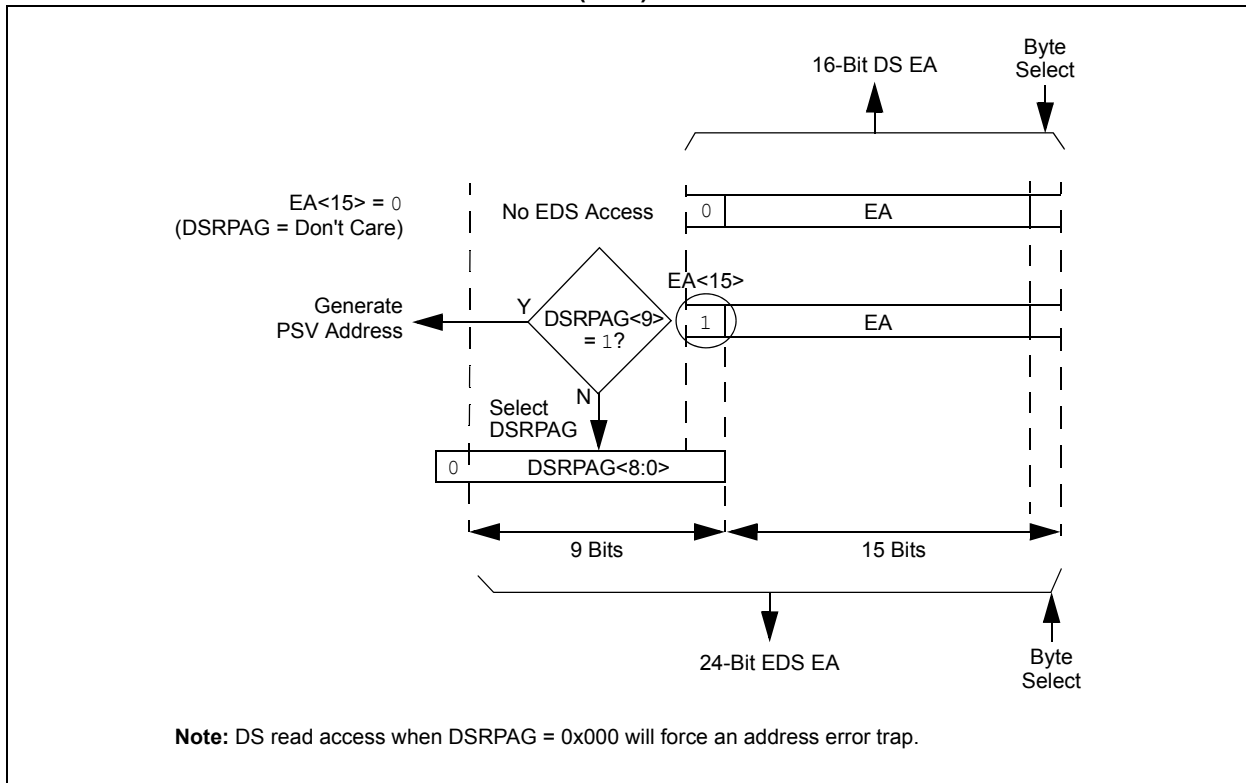 16-Bit DS EA
Byte
Select
EA<15> = 0
(DSRPAG = Don't Care)
No EDS Access
0
EA
EA<15>
Generate
PSV Address
Y
DSRPAG<9>
= 1?
1
EA
N
Select
DSRPAG
0
DSRPAG<8:0>
9 Bits
15 Bits
24-Bit EDS EA
Byte
Select
Note: DS read access when DSRPAG = 0x000 will force an address error trap.